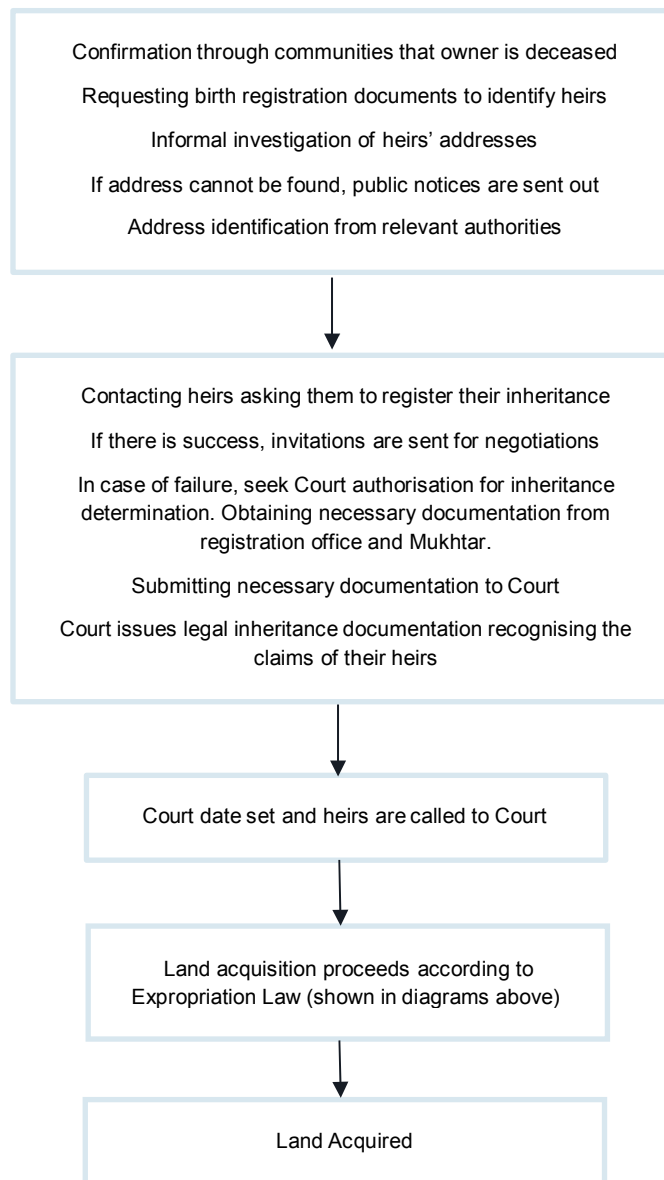 Confirmation through communities that owner is deceased
Requesting birth registration documents to identify heirs
Informal investigation of heirs’ addresses
If address cannot be found, public notices are sent out
Address identification from relevant authorities
Contacting heirs asking them to register their inheritance
If there is success, invitations are sent for negotiations
In case of failure, seek Court authorisation for inheritance
determination. Obtaining necessary documentation from
registration office and Mukhtar.
Submitting necessary documentation to Court
Court issues legal inheritance documentation recognising the
claims of their heirs
Court date set and heirs are called to Court
Land acquisition proceeds according to
Expropriation Law (shown in diagrams above)
Land Acquired